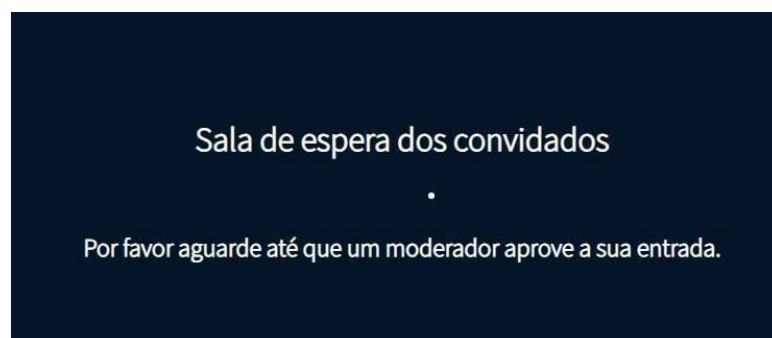 Sala de espera dos convidados
Por favor aguarde até que um moderador aprove a sua entrada.